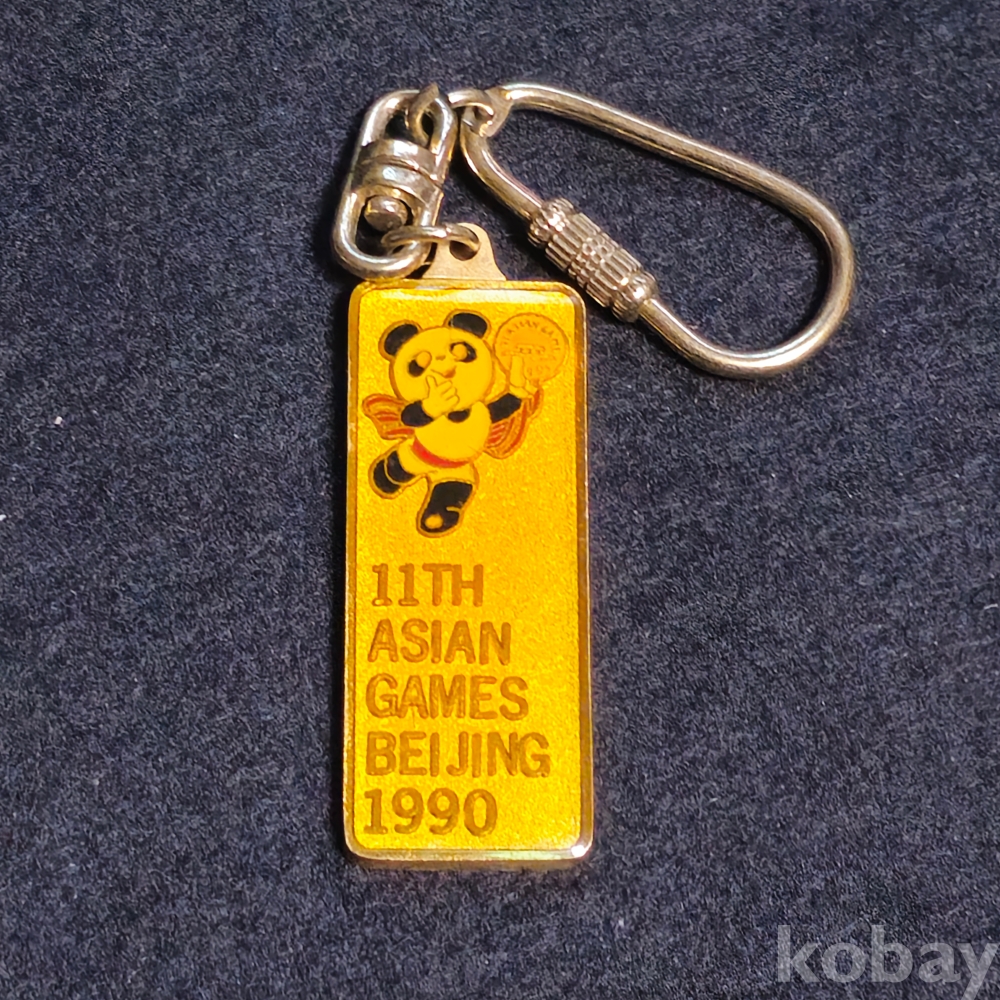 11TH
ASIAN
GAMES
BEIJING
1990
kobay